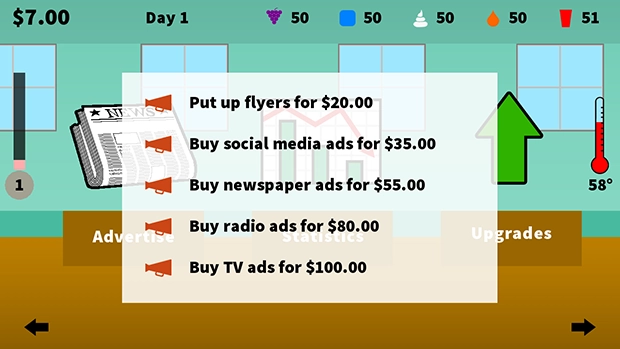 $7.00 Day 1 50 50 50 50 51
★ NEWS ★
Put up flyers for $20.00
Buy social media ads for $35.00
Buy newspaper ads for $55.00
Buy radio ads for $80.00
Buy TV ads for $100.00
1
58°
Advertise Statistics Upgrades